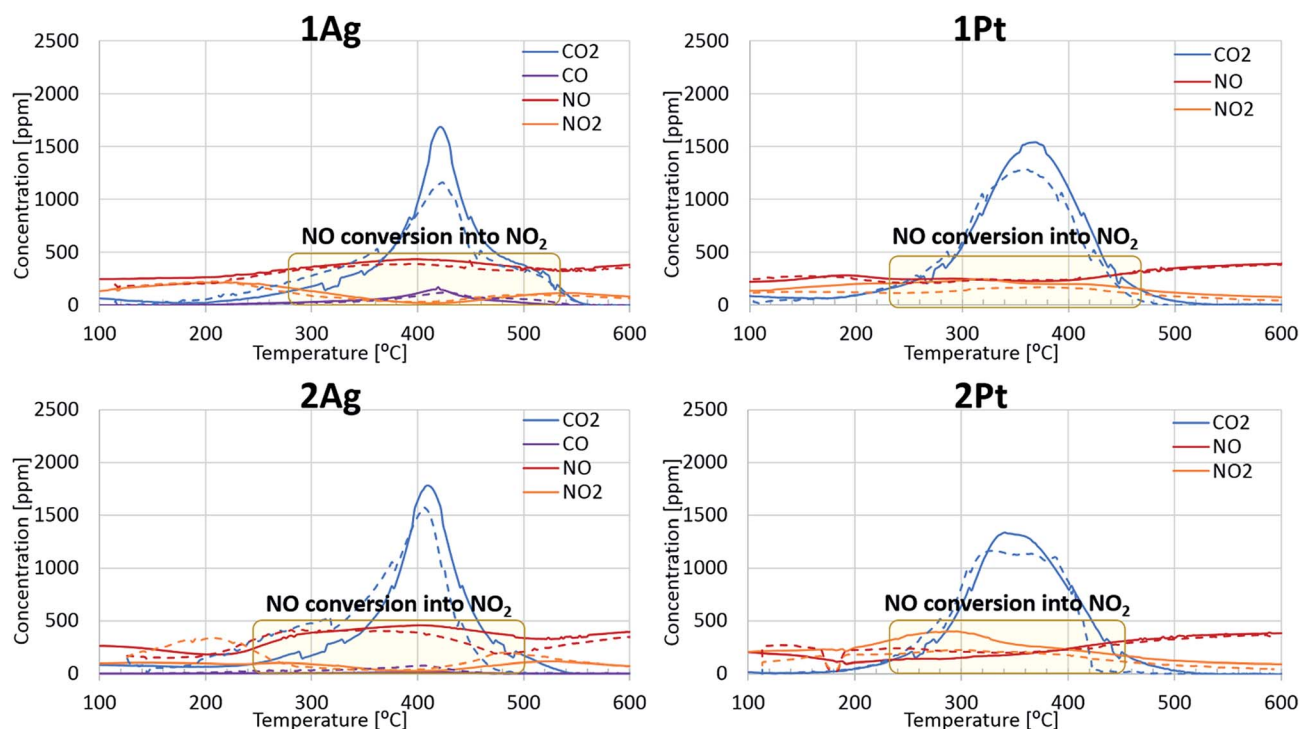 1Ag
2500
2000
1500
1000
500
0
Concentration [ppm]
CO2
CO
NO
NO2
NO conversion into NO₂
100 200 300 400 500 600
Temperature [⁰C]
1Pt
2500
2000
1500
1000
500
0
Concentration [ppm]
CO2
NO
NO2
NO conversion into NO₂
100 200 300 400 500 600
Temperature [⁰C]
2Ag
2500
2000
1500
1000
500
0
Concentration [ppm]
CO2
CO
NO
NO2
NO conversion into NO₂
100 200 300 400 500 600
Temperature [⁰C]
2Pt
2500
2000
1500
1000
500
0
Concentration [ppm]
CO2
NO
NO2
NO conversion into NO₂
100 200 300 400 500 600
Temperature [⁰C]